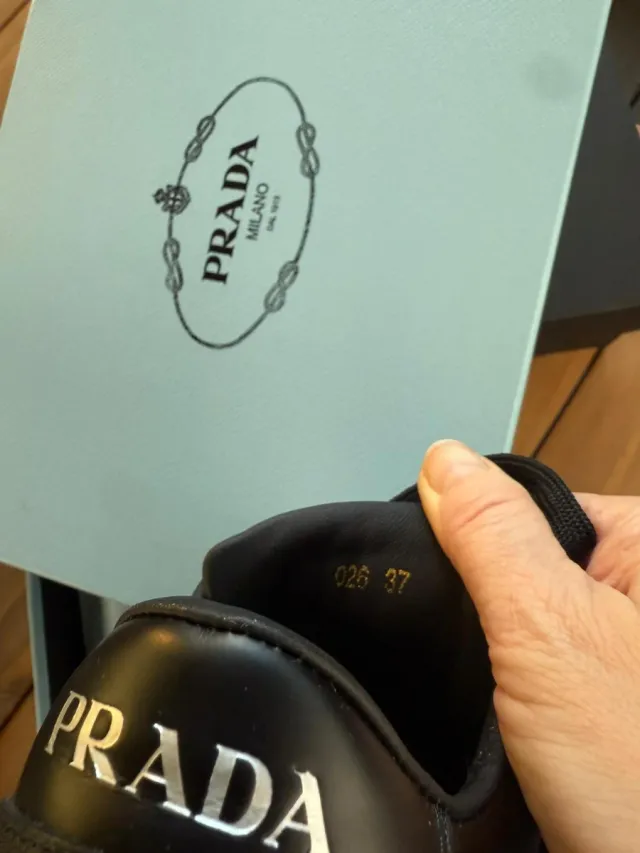 PRADA
MILANO
DAL 1913
026 37
PRADA